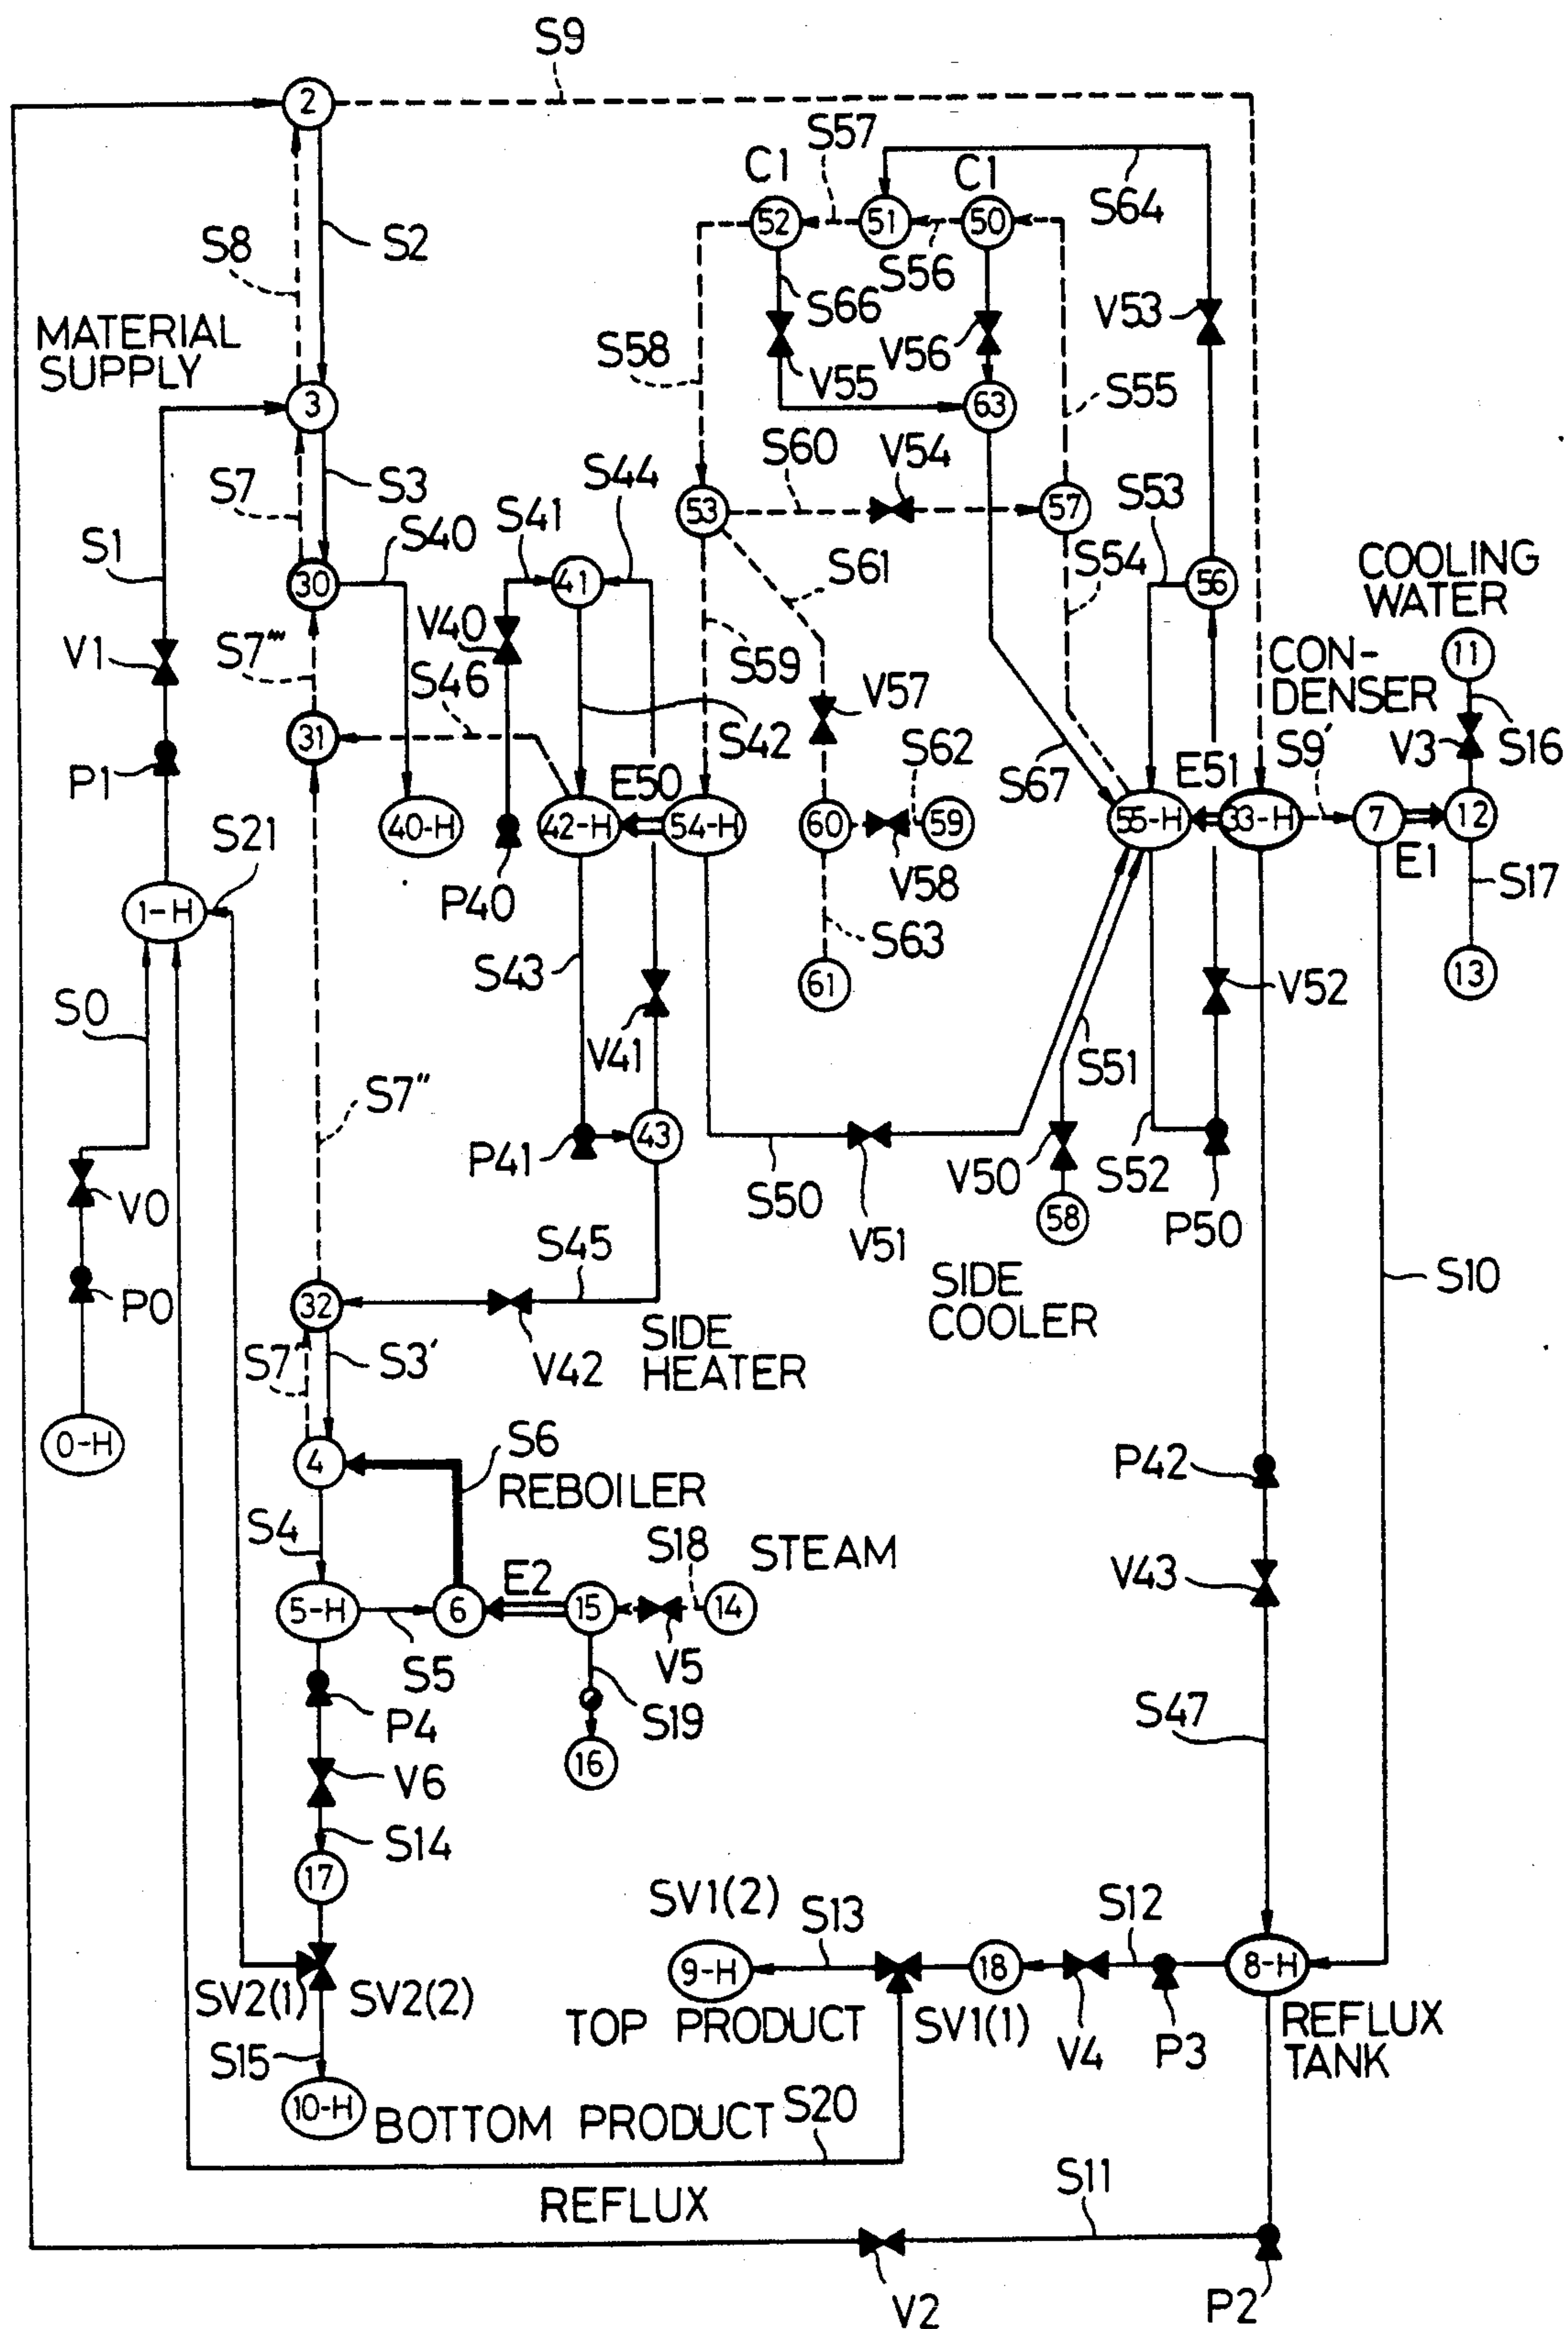 S9
2
S57
C1
C1
S64
52
51
50
S8
S2
S56
S66
V53
MATERIAL
SUPPLY
S58
V56
V55
S55
3
63
S60
V54
S7
S3
S44
S53
S41
53
57
S40
S1
S61
S54
COOLING
WATER
30
41
56
V40
V1
S7'''
S59
11
CON-
DENSER
S46
V57
31
S42
S62
S9'
V3
S16
P1
E50
S67
E51
40-H
42-H
54-H
60
59
55-H
33-H
7
12
S21
P40
V58
E1
S17
1-H
S43
S63
61
13
S0
V52
V41
S51
S7''
P41
43
V50
S52
V0
S50
V51
58
P50
S45
S10
P0
32
SIDE
COOLER
SIDE
HEATER
S7'
S3'
V42
0-H
4
S6
P42
REBOILER
S4
S18
STEAM
V43
E2
5-H
6
15
14
S5
V5
S47
P4
S19
V6
16
S14
17
SV1(2)
S13
S12
9-H
18
8-H
SV2(1)
SV2(2)
TOP PRODUCT
SV1(1)
V4
P3
REFLUX
TANK
S15
10-H
BOTTOM PRODUCT
S20
S11
REFLUX
V2
P2